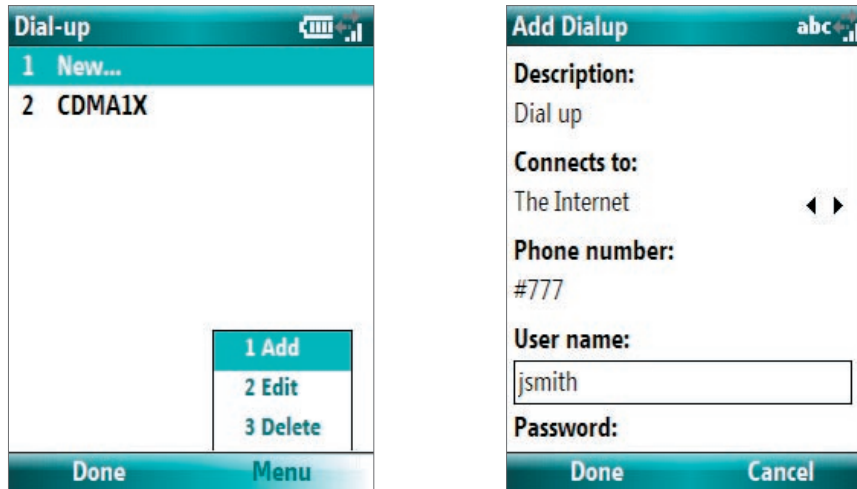 Dial-up
1 New...
2 CDMA1X
1 Add
2 Edit
3 Delete
Done Menu
Add Dialup abc
Description:
Dial up
Connects to:
The Internet
Phone number:
#777
User name:
jsmith
Password:
Done Cancel